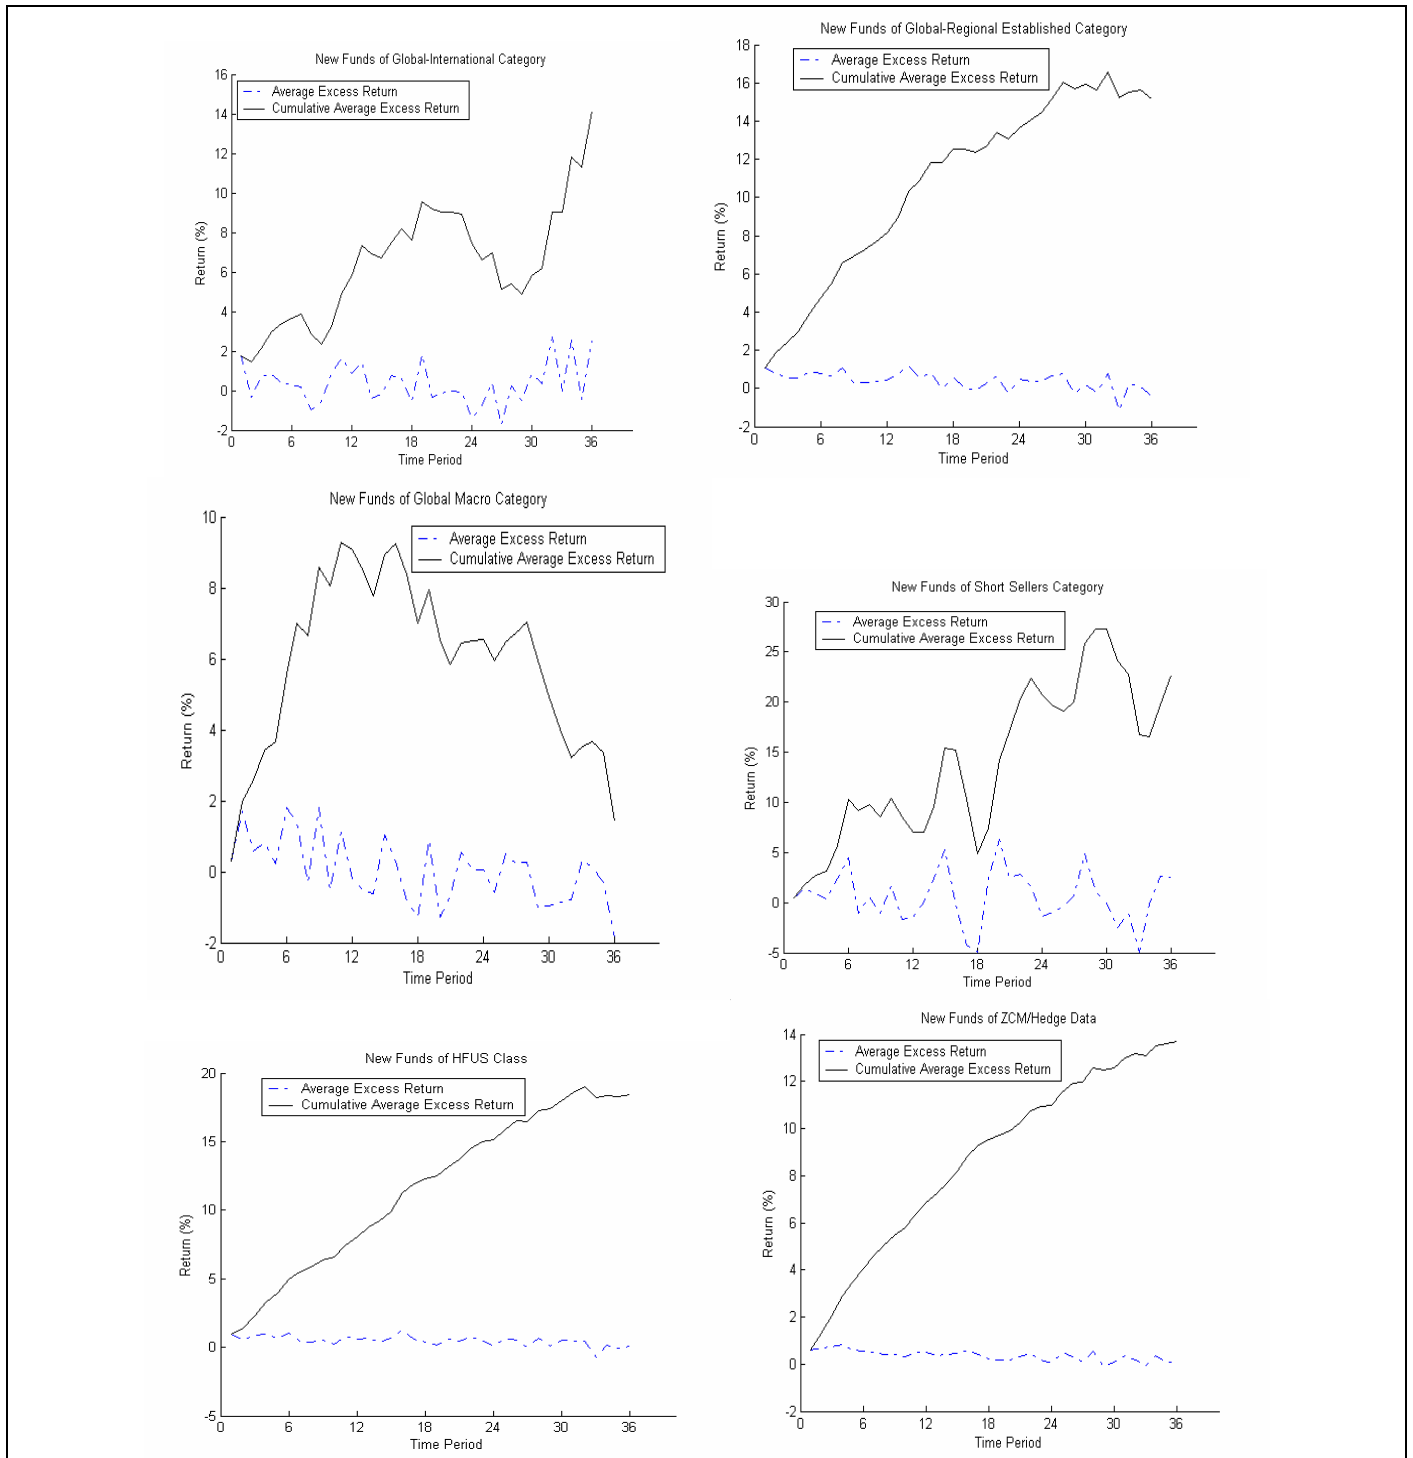 New Funds of Global-International Category
Average Excess Return
Cumulative Average Excess Return
Return (%)
16
14
12
10
8
6
4
2
0
-2
0 6 12 18 24 30 36
Time Period
New Funds of Global-Regional Established Category
Average Excess Return
Cumulative Average Excess Return
Return (%)
18
16
14
12
10
8
6
4
2
0
-2
0 6 12 18 24 30 36
Time Period
New Funds of Global Macro Category
Average Excess Return
Cumulative Average Excess Return
Return (%)
10
8
6
4
2
0
-2
0 6 12 18 24 30 36
Time Period
New Funds of Short Sellers Category
Average Excess Return
Cumulative Average Excess Return
Return (%)
30
25
20
15
10
5
0
-5
0 6 12 18 24 30 36
Time Period
New Funds of HFUS Class
Average Excess Return
Cumulative Average Excess Return
Return (%)
20
15
10
5
0
-5
0 6 12 18 24 30 36
Time Period
New Funds of ZCM/Hedge Data
Average Excess Return
Cumulative Average Excess Return
Return (%)
14
12
10
8
6
4
2
0
-2
0 6 12 18 24 30 36
Time Period